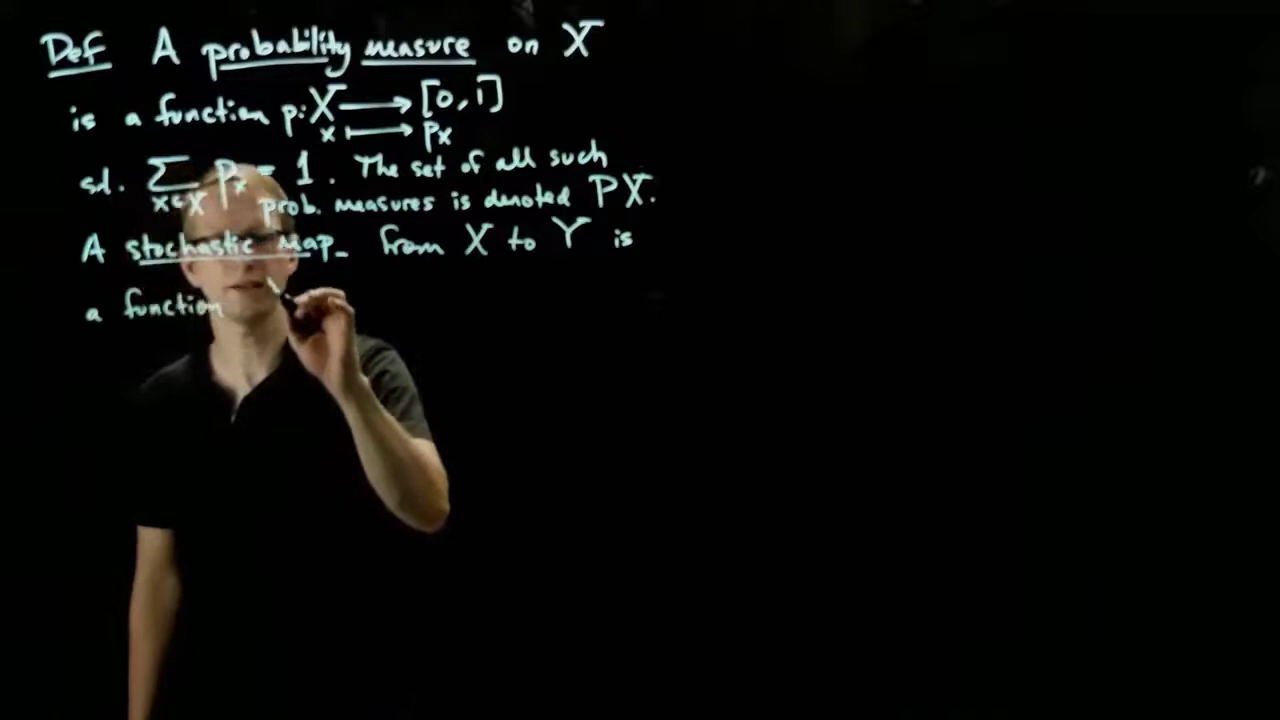 Def A probability measure on X
is a function p: X ⟶ [0,1]
x ⟼ pₓ
s.t. ∑ₓ∈X pₓ = 1. The set of all such
prob. measures is denoted PX.
A stochastic map from X to Y is
a function